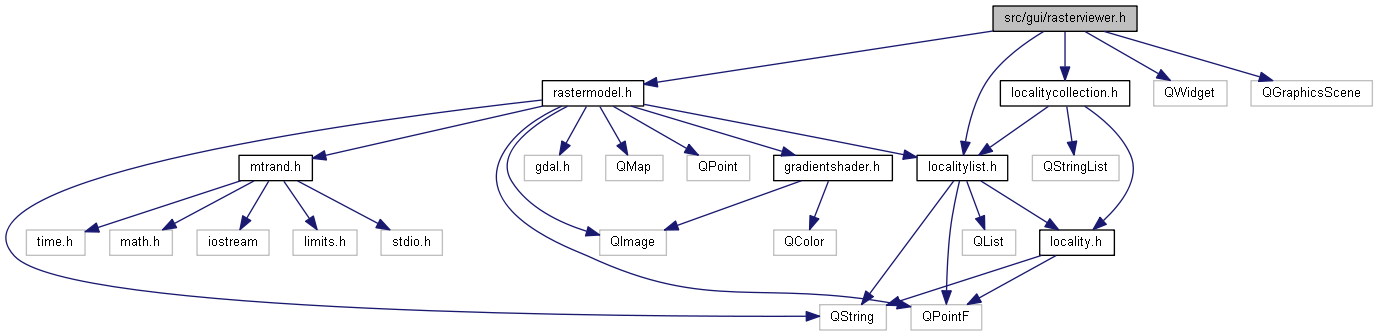 src/gui/rasterviewer.h
rastermodel.h
localitycollection.h
QWidget
QGraphicsScene
mtrand.h
gdal.h
QMap
QPoint
gradientshader.h
localitylist.h
QStringList
time.h
math.h
iostream
limits.h
stdio.h
QImage
QColor
QList
locality.h
QString
QPointF